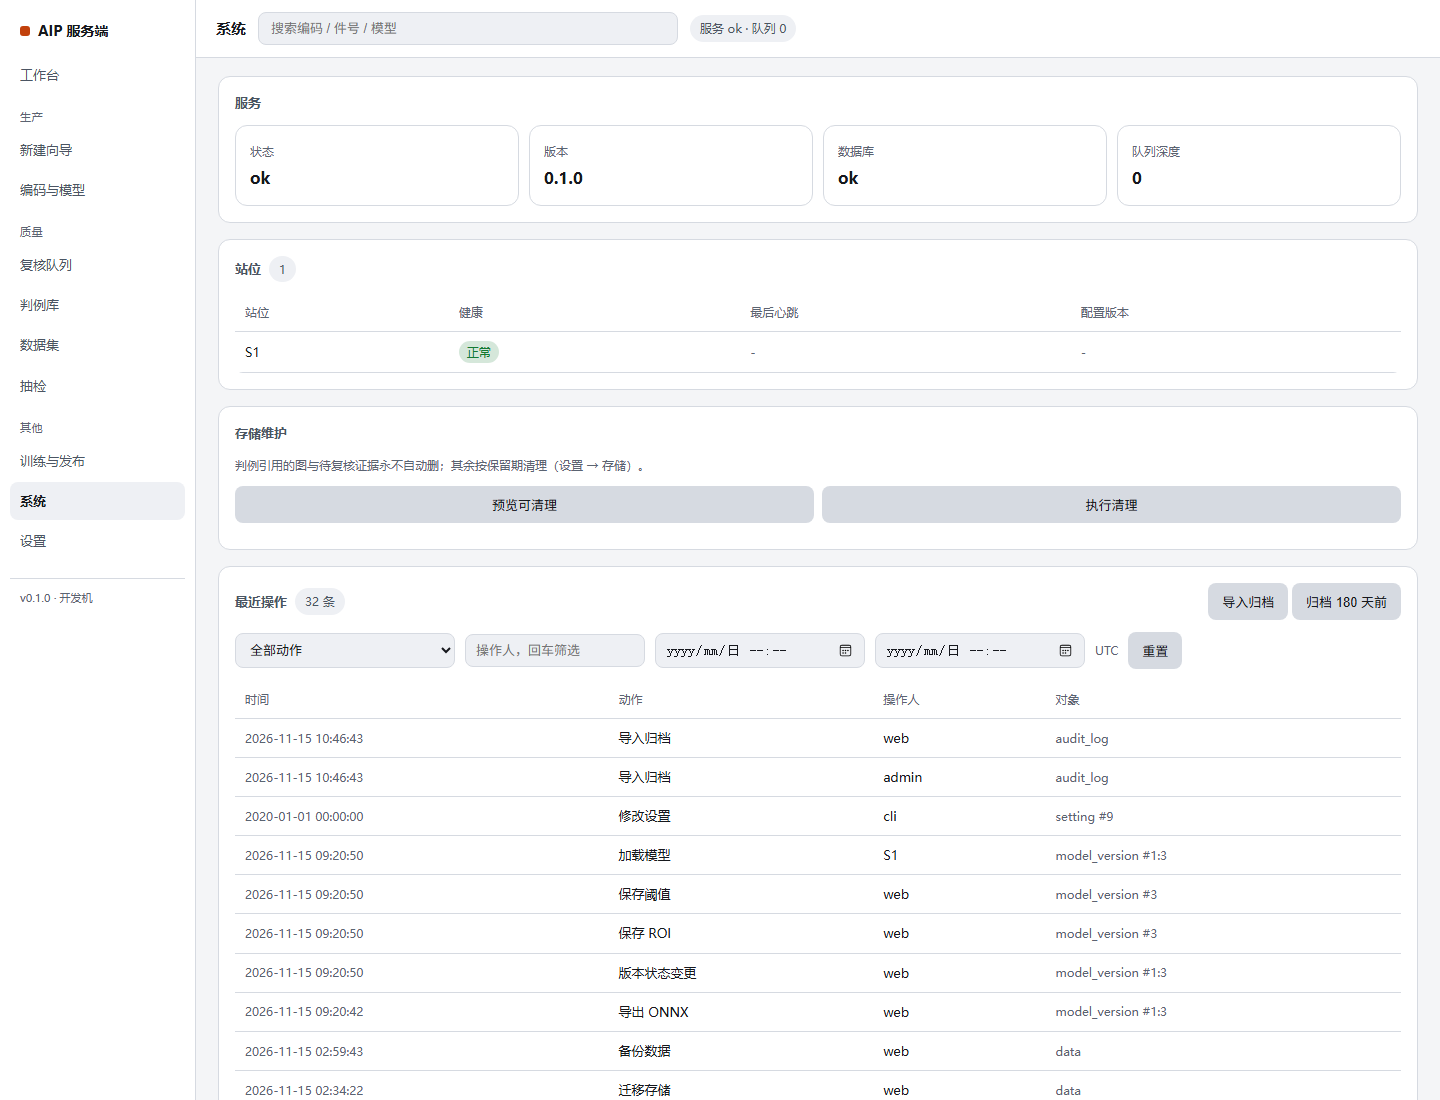 AIP 服务端
工作台
生产
新建向导
编码与模型
质量
复核队列
判例库
数据集
抽检
其他
训练与发布
系统
设置
v0.1.0 · 开发机
系统
搜索编码 / 件号 / 模型
服务 ok · 队列 0
服务
状态
ok
版本
0.1.0
数据库
ok
队列深度
0
站位 1
站位 健康 最后心跳 配置版本
S1 正常 - -
存储维护
判例引用的图与待复核证据永不自动删；其余按保留期清理（设置 → 存储）。
预览可清理 执行清理
最近操作 32 条 导入归档 归档 180 天前
全部动作 操作人，回车筛选 yyyy/mm/日 --:-- yyyy/mm/日 --:-- UTC 重置
时间 动作 操作人 对象
2026-11-15 10:46:43 导入归档 web audit_log
2026-11-15 10:46:43 导入归档 admin audit_log
2020-01-01 00:00:00 修改设置 cli setting #9
2026-11-15 09:20:50 加载模型 S1 model_version #1:3
2026-11-15 09:20:50 保存阈值 web model_version #3
2026-11-15 09:20:50 保存 ROI web model_version #3
2026-11-15 09:20:50 版本状态变更 web model_version #1:3
2026-11-15 09:20:42 导出 ONNX web model_version #1:3
2026-11-15 02:59:43 备份数据 web data
2026-11-15 02:34:22 迁移存储 web data